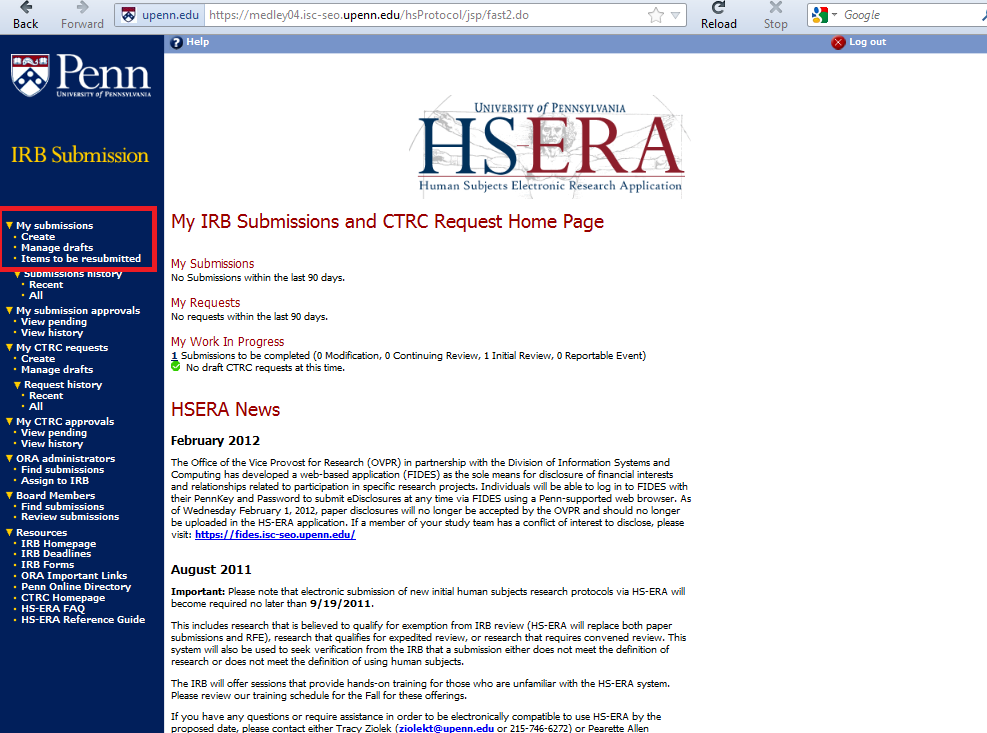 Back
Forward
upenn.edu
https://medley04.isc-seo.upenn.edu/hsProtocol/jsp/fast2.do
Reload
Stop
Google
Penn
UNIVERSITY of PENNSYLVANIA
IRB Submission
My submissions
Create
Manage drafts
Items to be resubmitted
Submissions history
Recent
All
My submission approvals
View pending
View history
My CTRC requests
Create
Manage drafts
Request history
Recent
All
My CTRC approvals
View pending
View history
ORA administrators
Find submissions
Assign to IRB
Board Members
Find submissions
Review submissions
Resources
IRB Homepage
IRB Deadlines
IRB Forms
ORA Important Links
Penn Online Directory
CTRC Homepage
HS-ERA FAQ
HS-ERA Reference Guide
Help
Log out
UNIVERSITY of PENNSYLVANIA
HS-ERA
Human Subjects Electronic Research Application
My IRB Submissions and CTRC Request Home Page
My Submissions
No Submissions within the last 90 days.
My Requests
No requests within the last 90 days.
My Work In Progress
1 Submissions to be completed (0 Modification, 0 Continuing Review, 1 Initial Review, 0 Reportable Event)
No draft CTRC requests at this time.
HSERA News
February 2012
The Office of the Vice Provost for Research (OVPR) in partnership with the Division of Information Systems and
Computing has developed a web-based application (FIDES) as the sole means for disclosure of financial interests
and relationships related to participation in specific research projects. Individuals will be able to log in to FIDES with
their PennKey and Password to submit eDisclosures at any time via FIDES using a Penn-supported web browser. As
of Wednesday February 1, 2012, paper disclosures will no longer be accepted by the OVPR and should no longer
be uploaded in the HS-ERA application. If a member of your study team has a conflict of interest to disclose, please
visit: https://fides.isc-seo.upenn.edu/
August 2011
Important: Please note that electronic submission of new initial human subjects research protocols via HS-ERA will
become required no later than 9/19/2011.
This includes research that is believed to qualify for exemption from IRB review (HS-ERA will replace both paper
submissions and RFE), research that qualifies for expedited review, or research that requires convened review. This
system will also be used to seek verification from the IRB that a submission either does not meet the definition of
research or does not meet the definition of using human subjects.
The IRB will offer sessions that provide hands-on training for those who are unfamiliar with the HS-ERA system.
Please review our training schedule for the Fall for these offerings.
If you have any questions or require assistance in order to be electronically compatible to use HS-ERA by the
proposed date, please contact either Tracy Ziolek (ziolekt@upenn.edu or 215-746-6272) or Pearette Allen